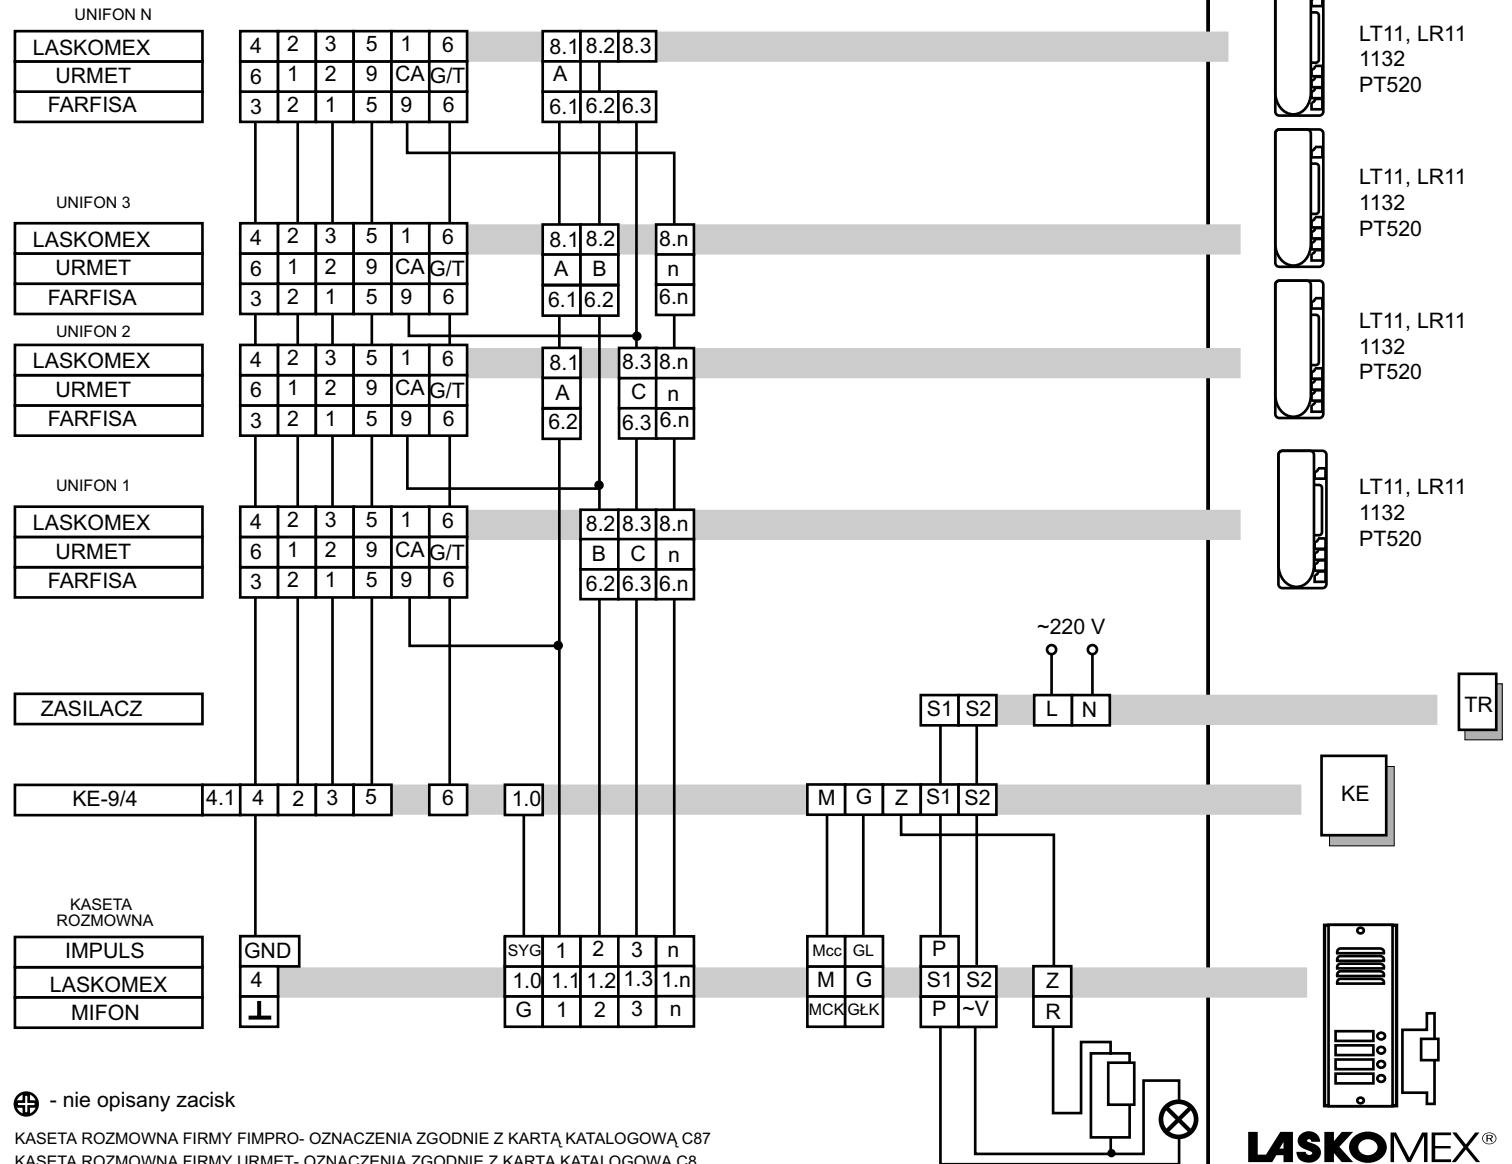 UNIFON N
LASKOMEX 4 2 3 5 1 6 8.1 8.2 8.3
URMET 6 1 2 9 CA G/T A
FARFISA 3 2 1 5 9 6 6.1 6.2 6.3
LT11, LR11
1132
PT520
UNIFON 3
LASKOMEX 4 2 3 5 1 6 8.1 8.2 8.n
URMET 6 1 2 9 CA G/T A B n
FARFISA 3 2 1 5 9 6 6.1 6.2 6.n
LT11, LR11
1132
PT520
UNIFON 2
LASKOMEX 4 2 3 5 1 6 8.1 8.3 8.n
URMET 6 1 2 9 CA G/T A C n
FARFISA 3 2 1 5 9 6 6.2 6.3 6.n
LT11, LR11
1132
PT520
UNIFON 1
LASKOMEX 4 2 3 5 1 6 8.2 8.3 8.n
URMET 6 1 2 9 CA G/T B C n
FARFISA 3 2 1 5 9 6 6.2 6.3 6.n
LT11, LR11
1132
PT520
~220 V
ZASILACZ S1 S2 L N TR
KE-9/4 4.1 4 2 3 5 6 1.0 M G Z S1 S2 KE
KASETA
ROZMOWNA
IMPULS GND SYG 1 2 3 n Mcc GL P
LASKOMEX 4 1.0 1.1 1.2 1.3 1.n M G S1 S2 Z
MIFON ⊥ G 1 2 3 n MCK GŁK P ~V R
- nie opisany zacisk
KASETA ROZMOWNA FIRMY FIMPRO- OZNACZENIA ZGODNIE Z KARTĄ KATALOGOWĄ C87
KASETA ROZMOWNA FIRMY URMET- OZNACZENIA ZGODNIE Z KARTĄ KATALOGOWĄ C8
LASKOMEX®